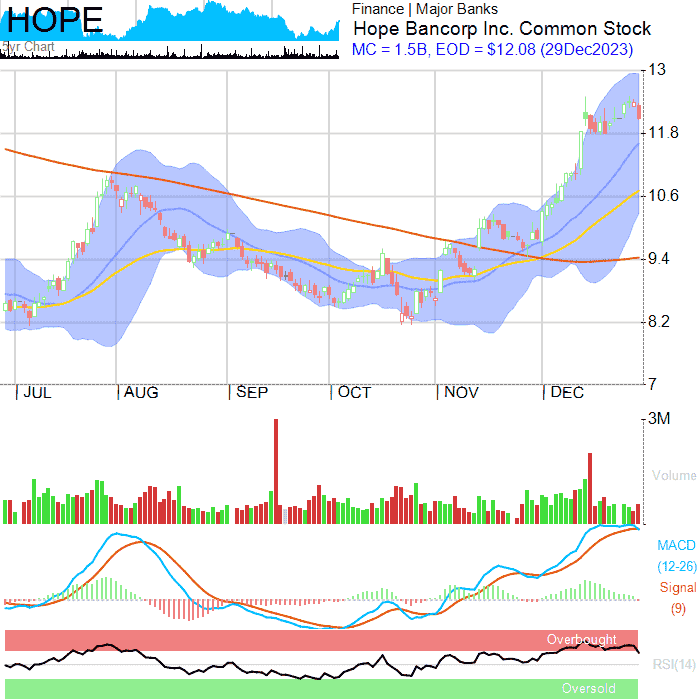 HOPE
5yr Chart
Finance | Major Banks
Hope Bancorp Inc. Common Stock
MC = 1.5B, EOD = $12.08 (29Dec2023)
13
11.8
10.6
9.4
8.2
7
JUL AUG SEP OCT NOV DEC
3M
Volume
MACD
(12-26)
Signal
(9)
Overbought
RSI(14)
Oversold